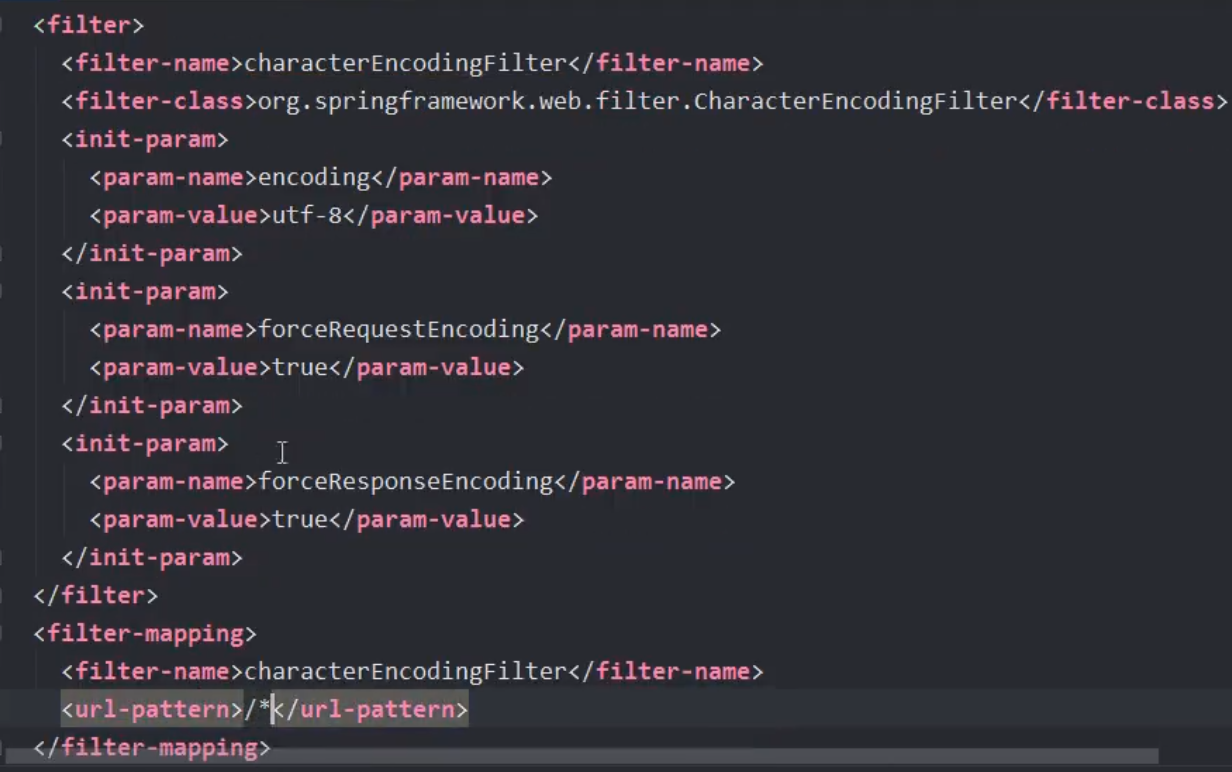 <filter>
<filter-name>characterEncodingFilter</filter-name>
<filter-class>org.springframework.web.filter.CharacterEncodingFilter</filter-class>
<init-param>
<param-name>encoding</param-name>
<param-value>utf-8</param-value>
</init-param>
<init-param>
<param-name>forceRequestEncoding</param-name>
<param-value>true</param-value>
</init-param>
<init-param>
<param-name>forceResponseEncoding</param-name>
<param-value>true</param-value>
</init-param>
</filter>
<filter-mapping>
<filter-name>characterEncodingFilter</filter-name>
<url-pattern>/*</url-pattern>
</filter-mapping>